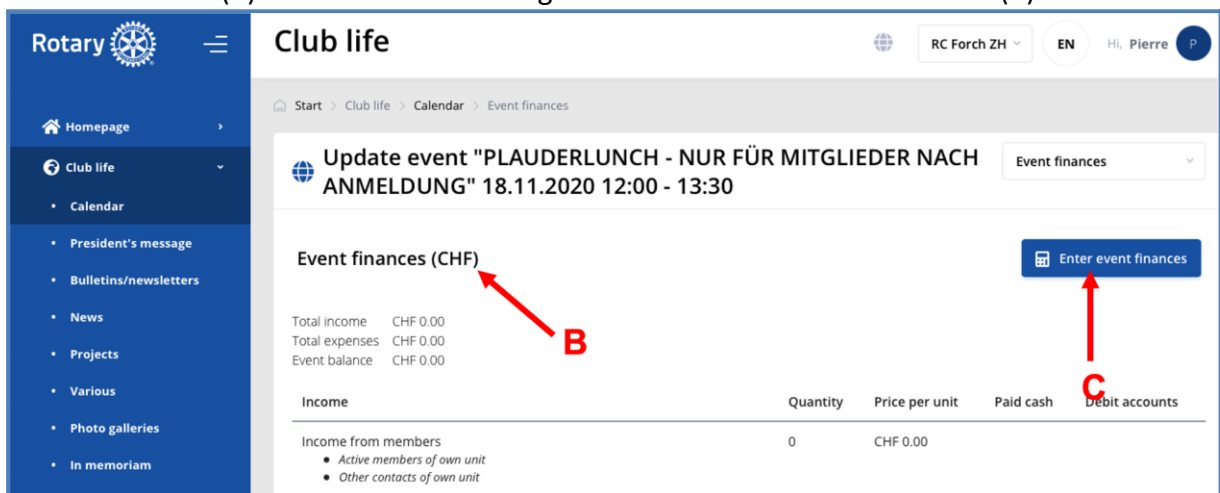 Rotary
Club life
RC Forch ZH
EN
Hi, Pierre
P
Start > Club life > Calendar > Event finances
Homepage
Club life
• Calendar
• President's message
• Bulletins/newsletters
• News
• Projects
• Various
• Photo galleries
• In memoriam
Update event "PLAUDERLUNCH - NUR FÜR MITGLIEDER NACH
ANMELDUNG" 18.11.2020 12:00 - 13:30
Event finances
Event finances (CHF)
Enter event finances
B
C
Total income CHF 0.00
Total expenses CHF 0.00
Event balance CHF 0.00
Income Quantity Price per unit Paid cash Debit accounts
Income from members 0 CHF 0.00
• Active members of own unit
• Other contacts of own unit